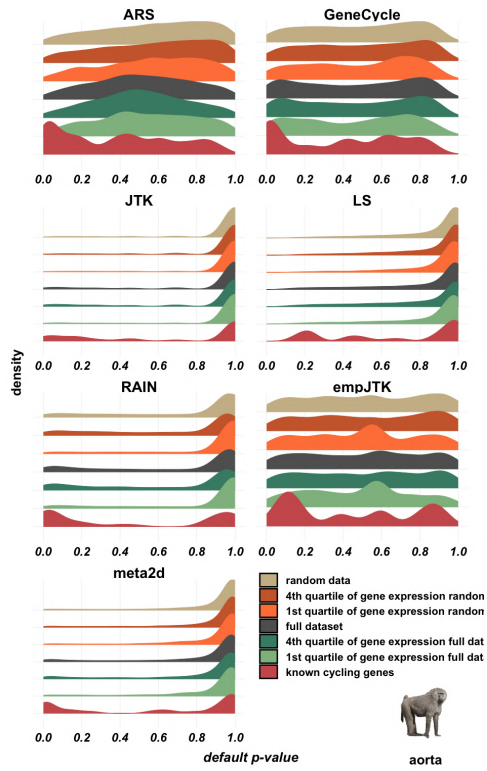 ARS
GeneCycle
0.0 0.2 0.4 0.6 0.8 1.0
0.0 0.2 0.4 0.6 0.8 1.0
JTK
LS
0.0 0.2 0.4 0.6 0.8 1.0
0.0 0.2 0.4 0.6 0.8 1.0
density
RAIN
empJTK
0.0 0.2 0.4 0.6 0.8 1.0
0.0 0.2 0.4 0.6 0.8 1.0
meta2d
0.0 0.2 0.4 0.6 0.8 1.0
random data
4th quartile of gene expression random
1st quartile of gene expression random
full dataset
4th quartile of gene expression full dat
1st quartile of gene expression full dat
known cycling genes
default p-value
aorta